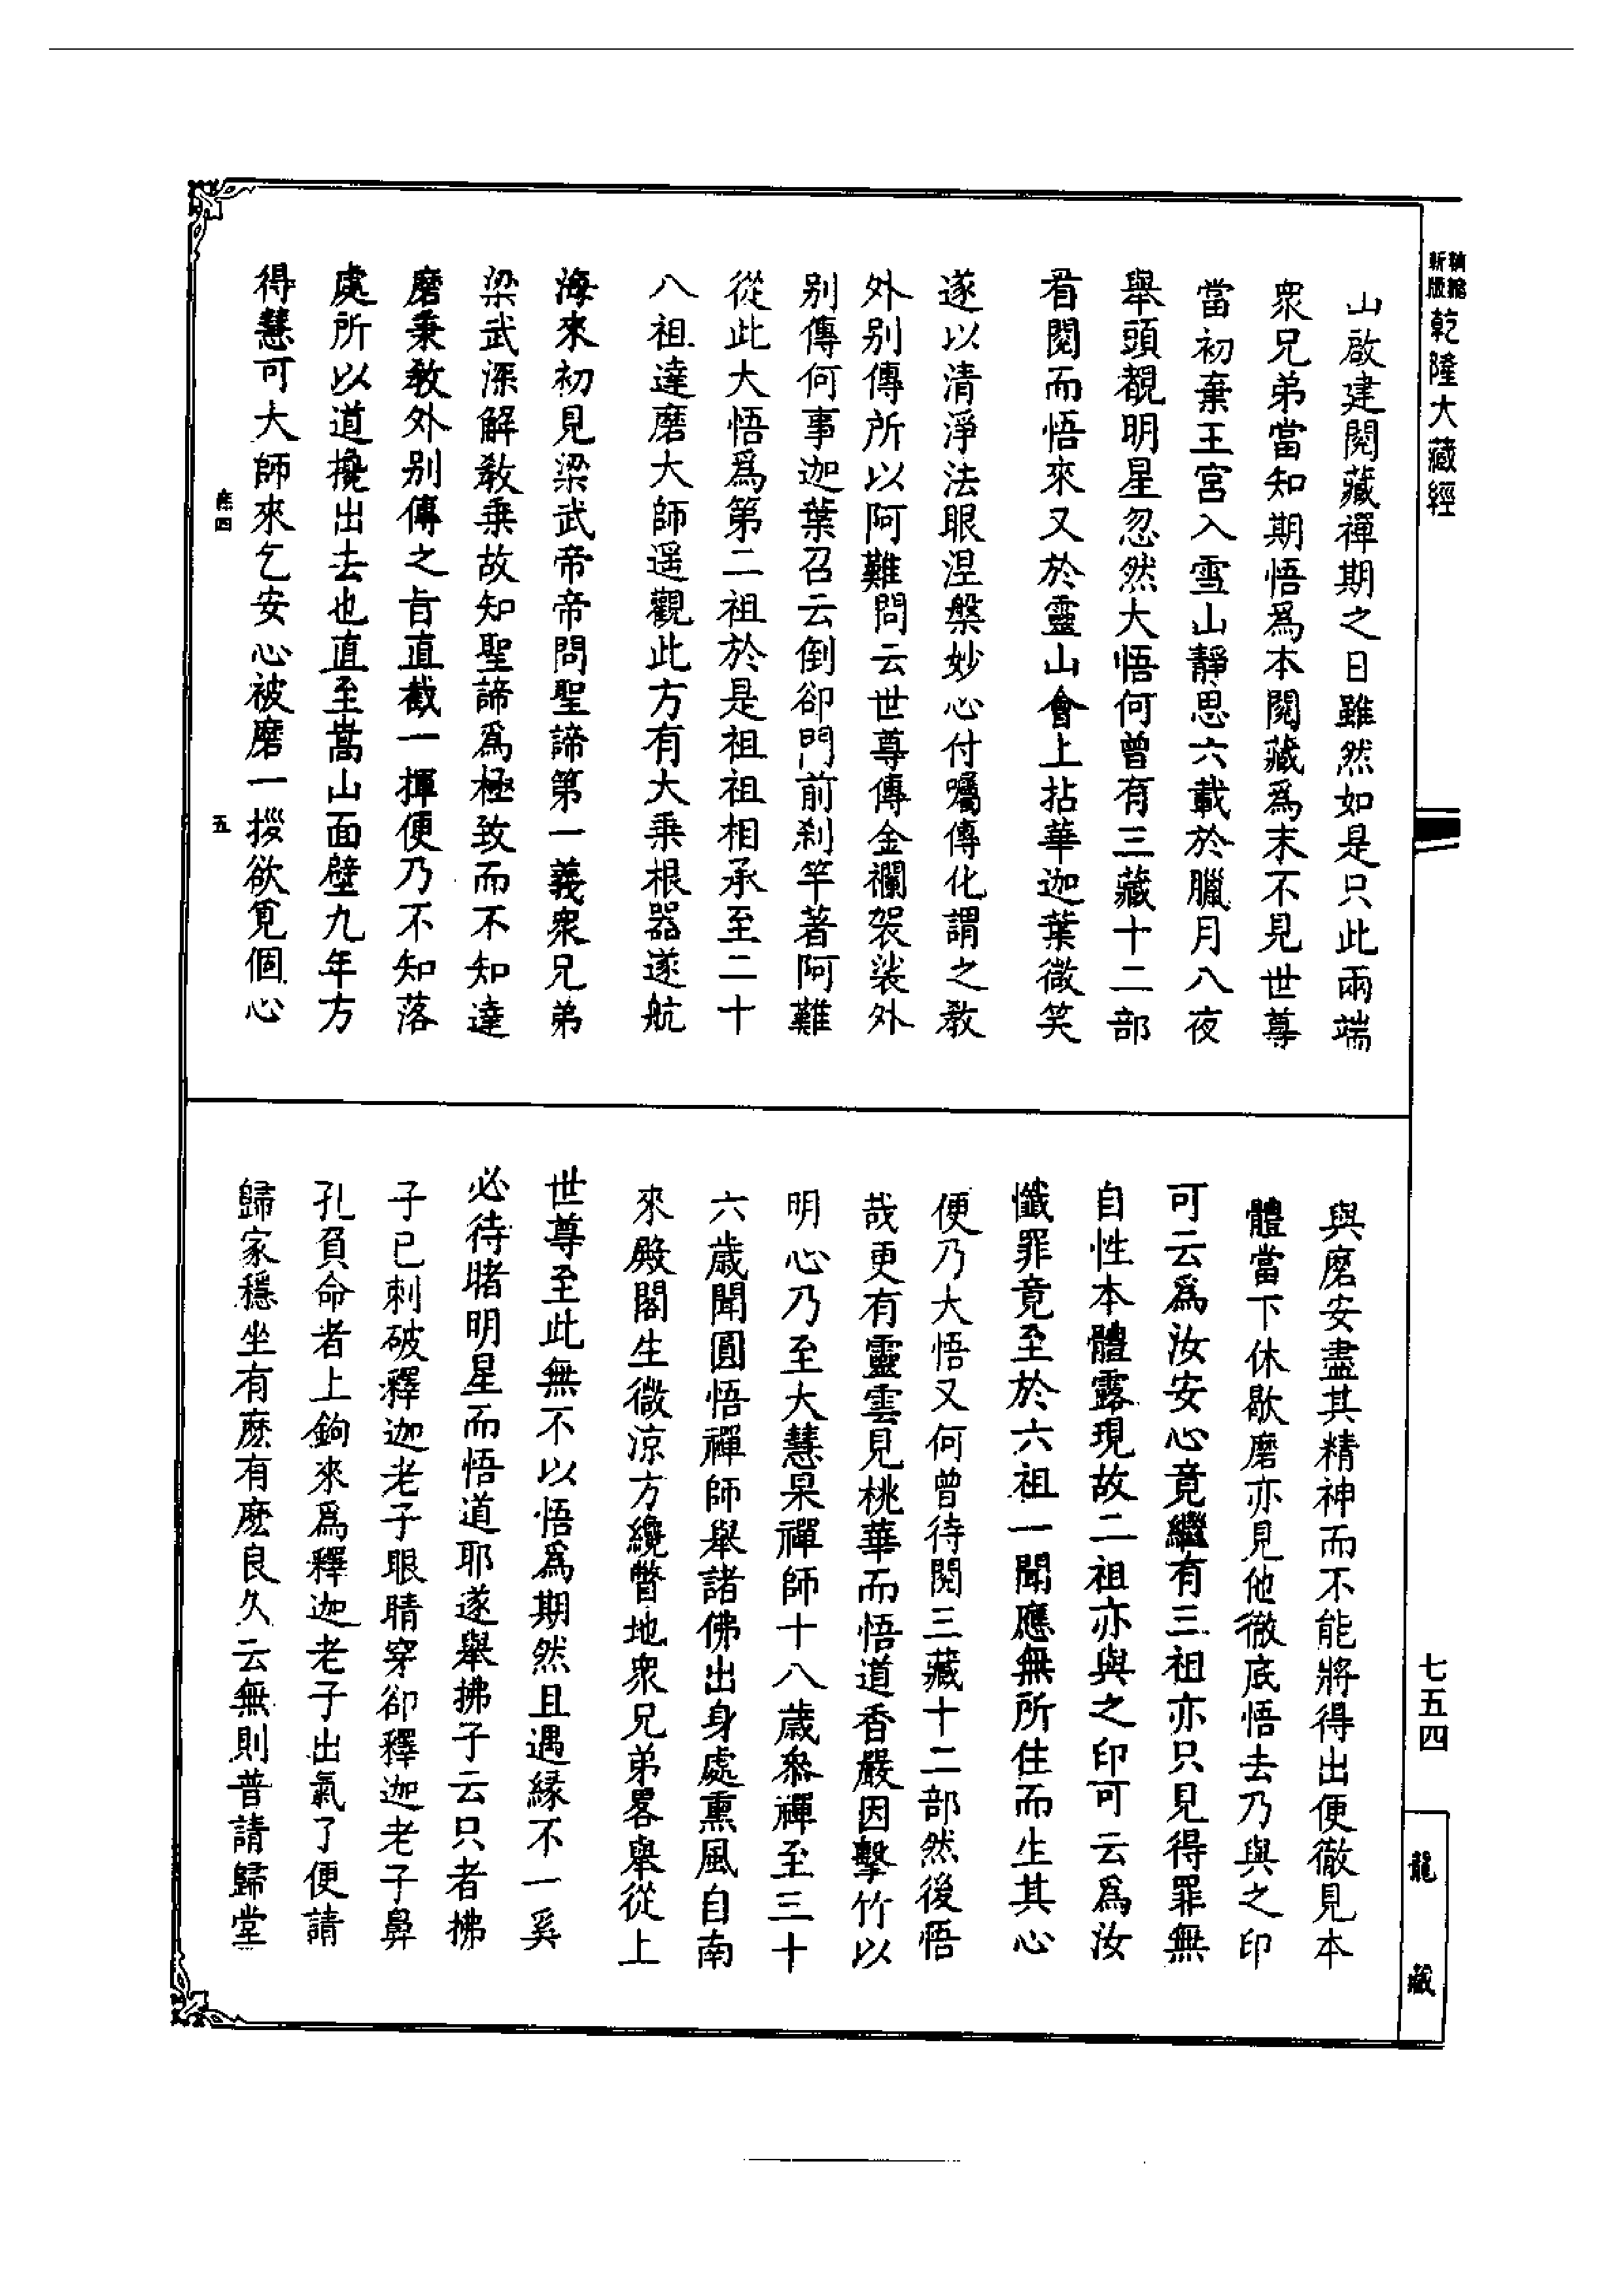 新版精縮乾隆大藏經
山啟建閱藏禪期之日雖然如是只此兩端
衆兄弟當知期悟爲本閱藏爲末不見世尊
當初棄王宮入雪山靜思六載於臘月八夜
舉頭覩明星忽然大悟何曾有三藏十二部
看閱而悟來又於靈山會上拈華迦葉微笑
遂以清淨法眼涅槃妙心付囑傳化謂之教
外别傳所以阿難問云世尊傳金襴袈裟外
别傳何事迦葉召云倒卻門前刹竿著阿難
從此大悟爲第二祖於是祖祖相承至二十
八祖達磨大師遥觀此方有大乗根器遂航
海來初見梁武帝帝問聖諦第一義衆兄弟
梁武深解教乗故知聖諦爲極致而不知達
磨秉教外别傳之旨直截一揮便乃不知落
處所以道攙出去也直至嵩山面壁九年方
得慧可大師來乞安心被磨一拶欲覓個心
四
五
與磨安盡其精神而不能將得出便徹見本
體當下休歇磨亦見他徹底悟去乃與之印
可云爲汝安心竟繼有三祖亦只見得罪無
自性本體露現故二祖亦與之印可云爲汝
懺罪竟至於六祖一聞應無所住而生其心
便乃大悟又何曾待閱三藏十二部然後悟
哉更有靈雲見桃華而悟道香嚴因擊竹以
明心乃至大慧杲禪師十八歲叅禪至三十
六歲聞圓悟禪師舉諸佛出身處熏風自南
來殿閣生微凉方纔瞥地衆兄弟畧舉從上
世尊至此無不以悟爲期然且遇緣不一奚
必待睹明星而悟道耶遂舉拂子云只者拂
子已刺破釋迦老子眼睛穿卻釋迦老子鼻
孔負命者上鉤來爲釋迦老子出氣了便請
歸家穩坐有麽有麽良久云無則普請歸堂
七五四
龍藏